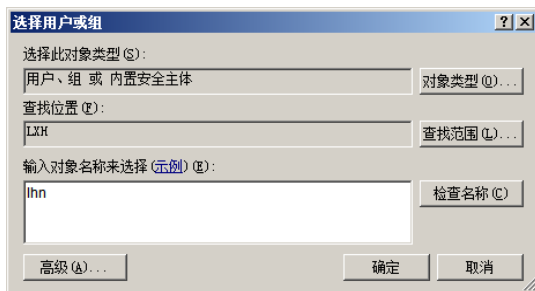 选择用户或组
选择此对象类型(S):
用户、组 或 内置安全主体
对象类型(O)...
查找位置(F):
LXH
查找范围(L)...
输入对象名称来选择(示例)(E):
lhn
检查名称(C)
高级(A)...
确定
取消